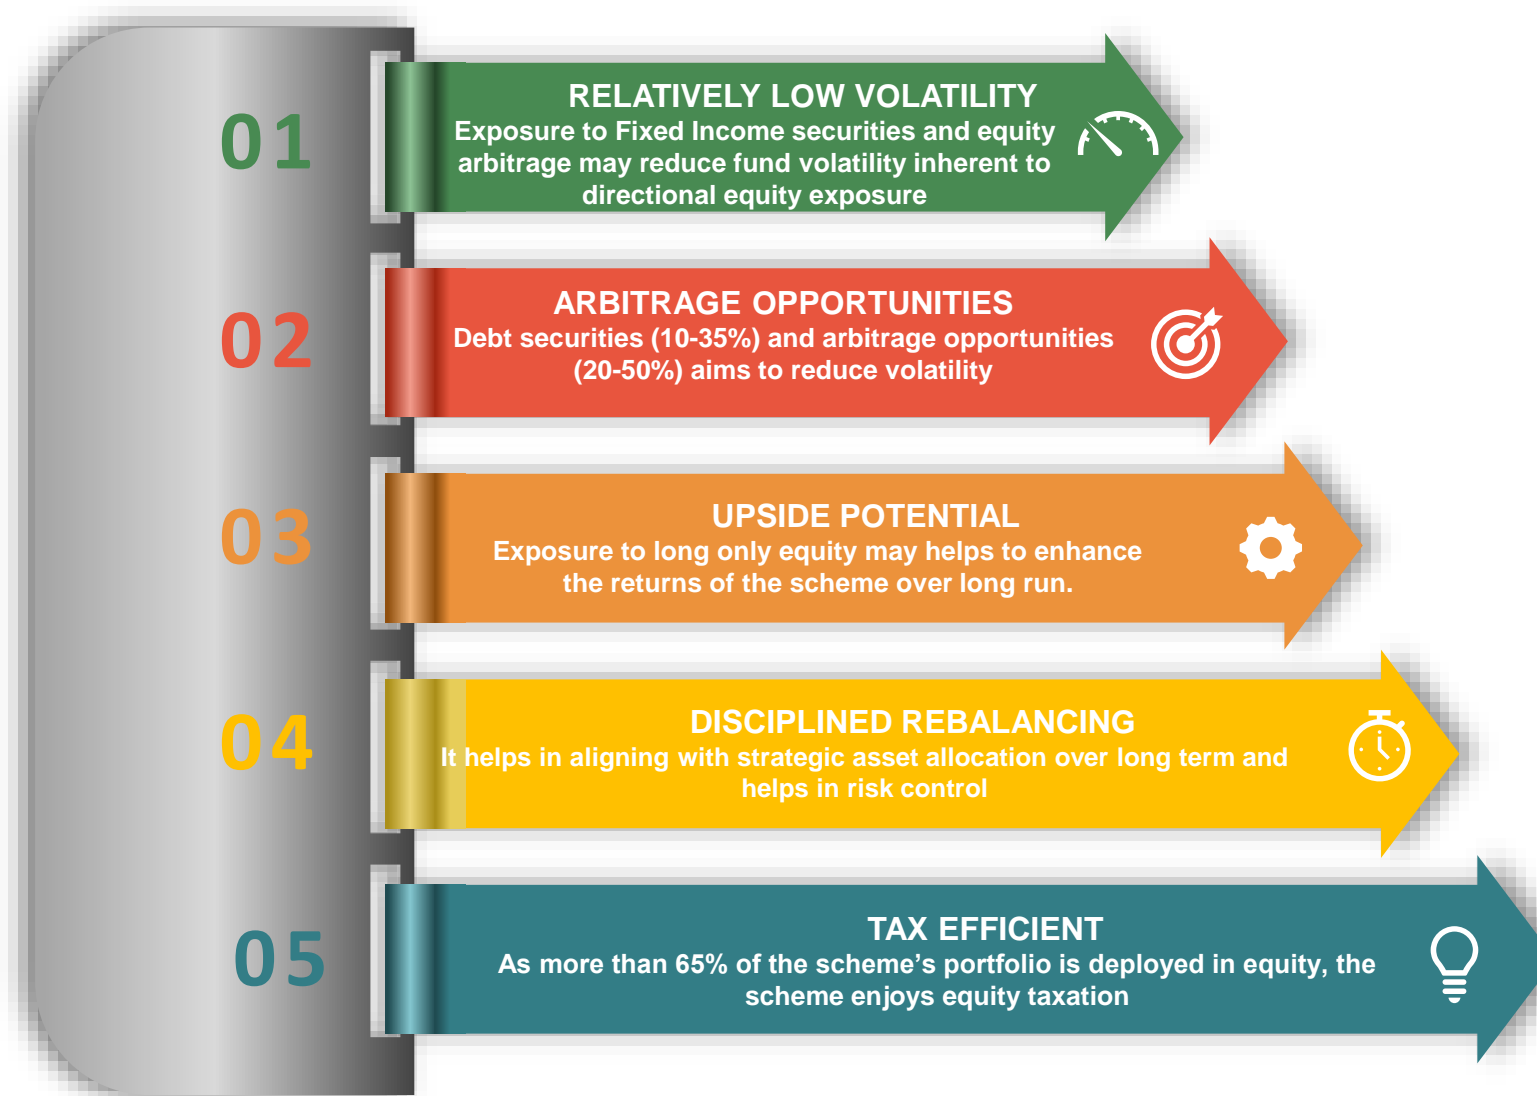 01
RELATIVELY LOW VOLATILITY
Exposure to Fixed Income securities and equity
arbitrage may reduce fund volatility inherent to
directional equity exposure
02
ARBITRAGE OPPORTUNITIES
Debt securities (10-35%) and arbitrage opportunities
(20-50%) aims to reduce volatility
03
UPSIDE POTENTIAL
Exposure to long only equity may helps to enhance
the returns of the scheme over long run.
04
DISCIPLINED REBALANCING
It helps in aligning with strategic asset allocation over long term and
helps in risk control
05
TAX EFFICIENT
As more than 65% of the scheme’s portfolio is deployed in equity, the
scheme enjoys equity taxation